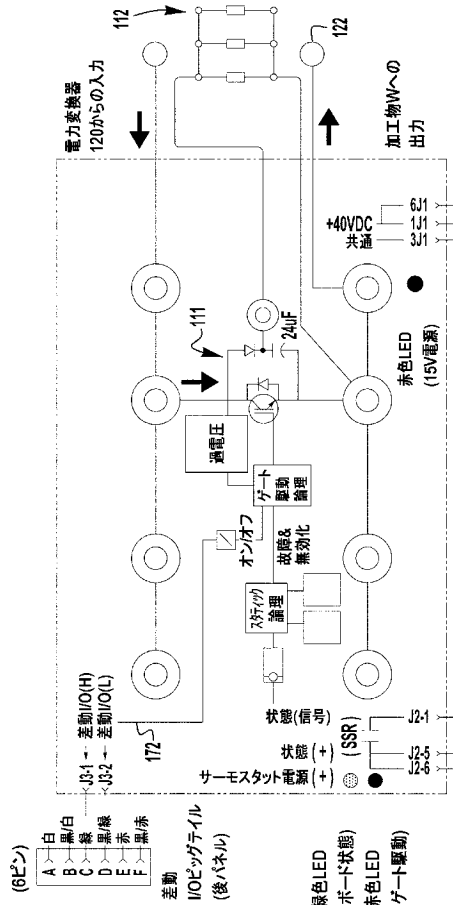 (6ピン)
A 白
B 黒/白
C 緑
D 黒/緑
E 赤
F 黒/赤
差動
I/Oピッグテイル
(後パネル)
J3-1 差動I/O(H)
J3-2 差動I/O(L)
172
オン/オフ
過電圧
111
ゲート
駆動
論理
故障&
無効化
スタティック
論理
24uF
電力変換器
120からの入力
112
122
加工物Wへの
出力
状態(信号)
状態(+)
(SSR)
サーモスタット電源(+)
J2-1
J2-5
J2-6
赤色LED
(15V電源)
+40VDC
共通
6J1
1J1
3J1
緑色LED
ボード状態)
赤色LED
ゲート駆動)